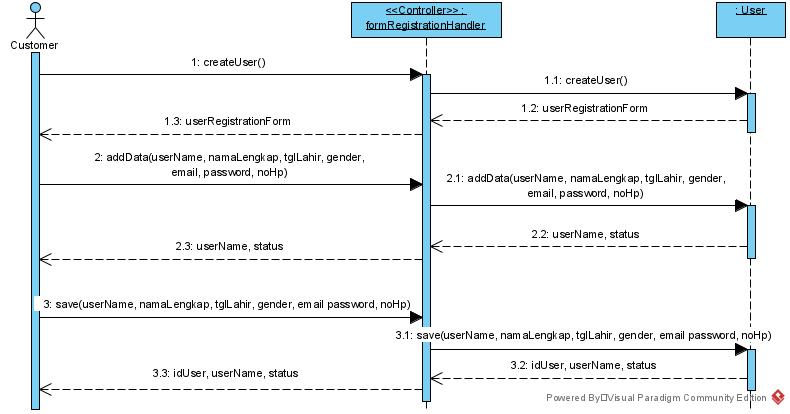 <<Controller>> :
formRegistrationHandler
: User
Customer
1: createUser()
1.1: createUser()
1.2: userRegistrationForm
1.3: userRegistrationForm
2: addData(userName, namaLengkap, tglLahir, gender,
email, password, noHp)
2.1: addData(userName, namaLengkap, tglLahir, gender,
email, password, noHp)
2.2: userName, status
2.3: userName, status
3: save(userName, namaLengkap, tglLahir, gender, email password, noHp)
3.1: save(userName, namaLengkap, tglLahir, gender, email password, noHp)
3.2: idUser, userName, status
3.3: idUser, userName, status
Powered By Visual Paradigm Community Edition